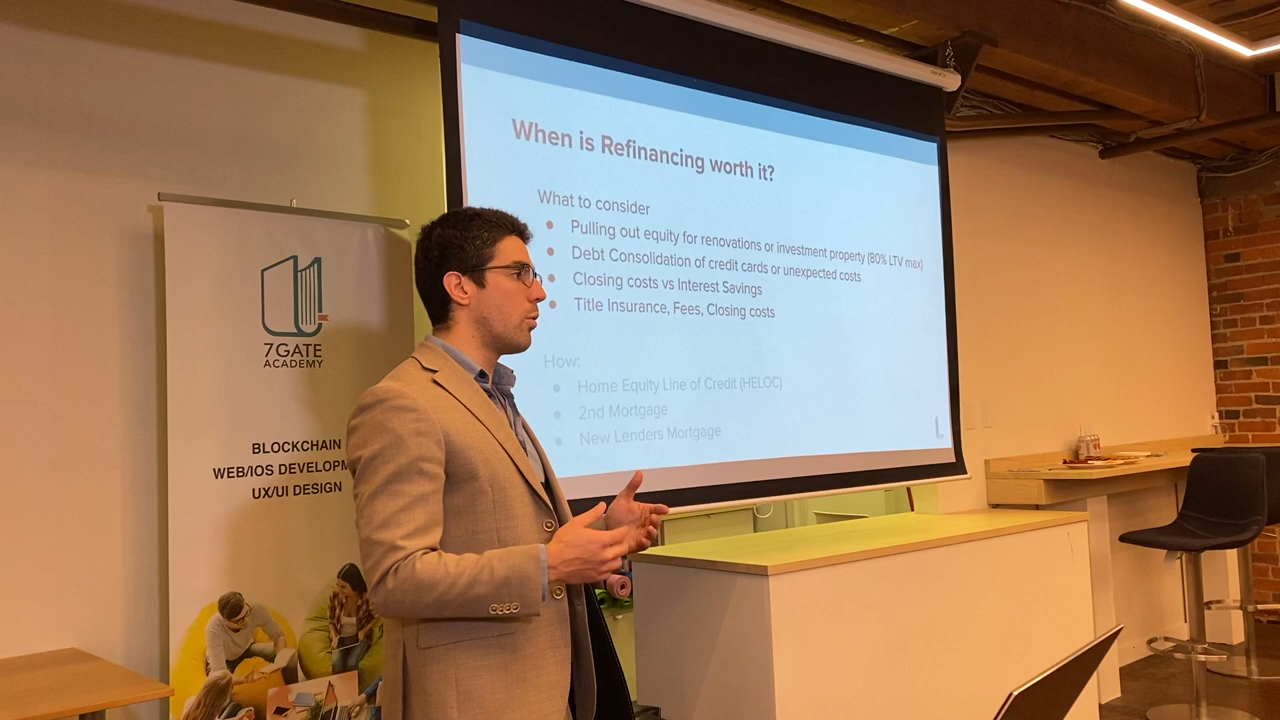 When is Refinancing worth it?
What to consider
• Pulling out equity for renovations or investment property (80% LTV max)
• Debt Consolidation of credit cards or unexpected costs
• Closing costs vs Interest Savings
• Title Insurance, Fees, Closing costs
How:
• Home Equity Line of Credit (HELOC)
• 2nd Mortgage
• New Lenders Mortgage
7GATE
ACADEMY
BLOCKCHAIN
WEB/IOS DEVELOPM
UX/UI DESIGN